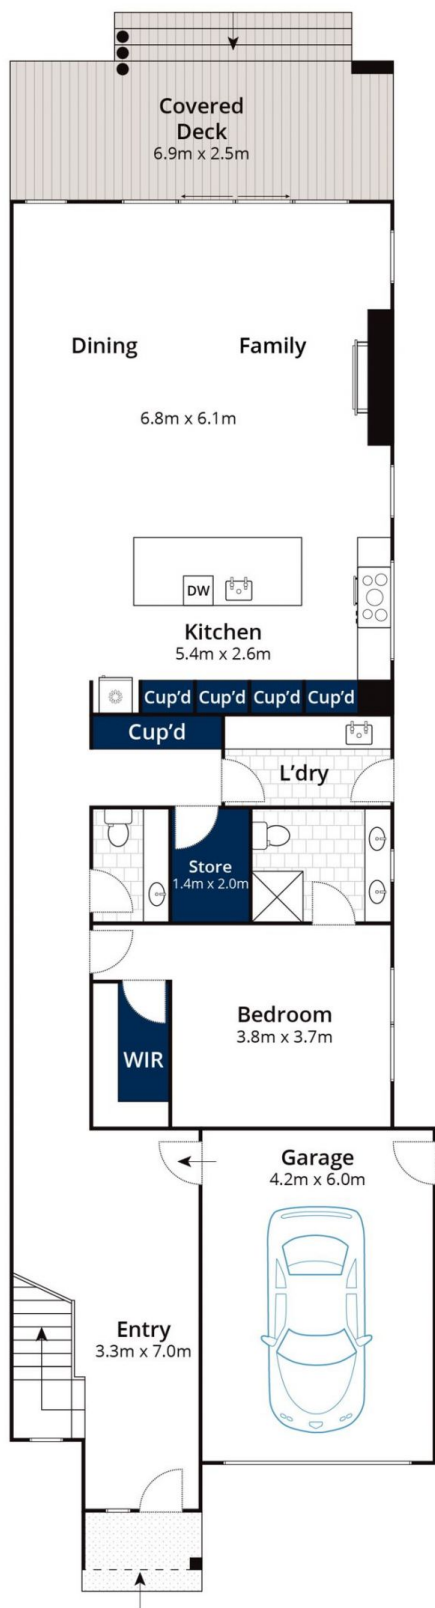 Covered
Deck
6.9m x 2.5m
Dining
Family
6.8m x 6.1m
DW
Kitchen
5.4m x 2.6m
Cup'd Cup'd Cup'd Cup'd
Cup'd
L'dry
Store
1.4m x 2.0m
Bedroom
3.8m x 3.7m
WIR
Garage
4.2m x 6.0m
Entry
3.3m x 7.0m